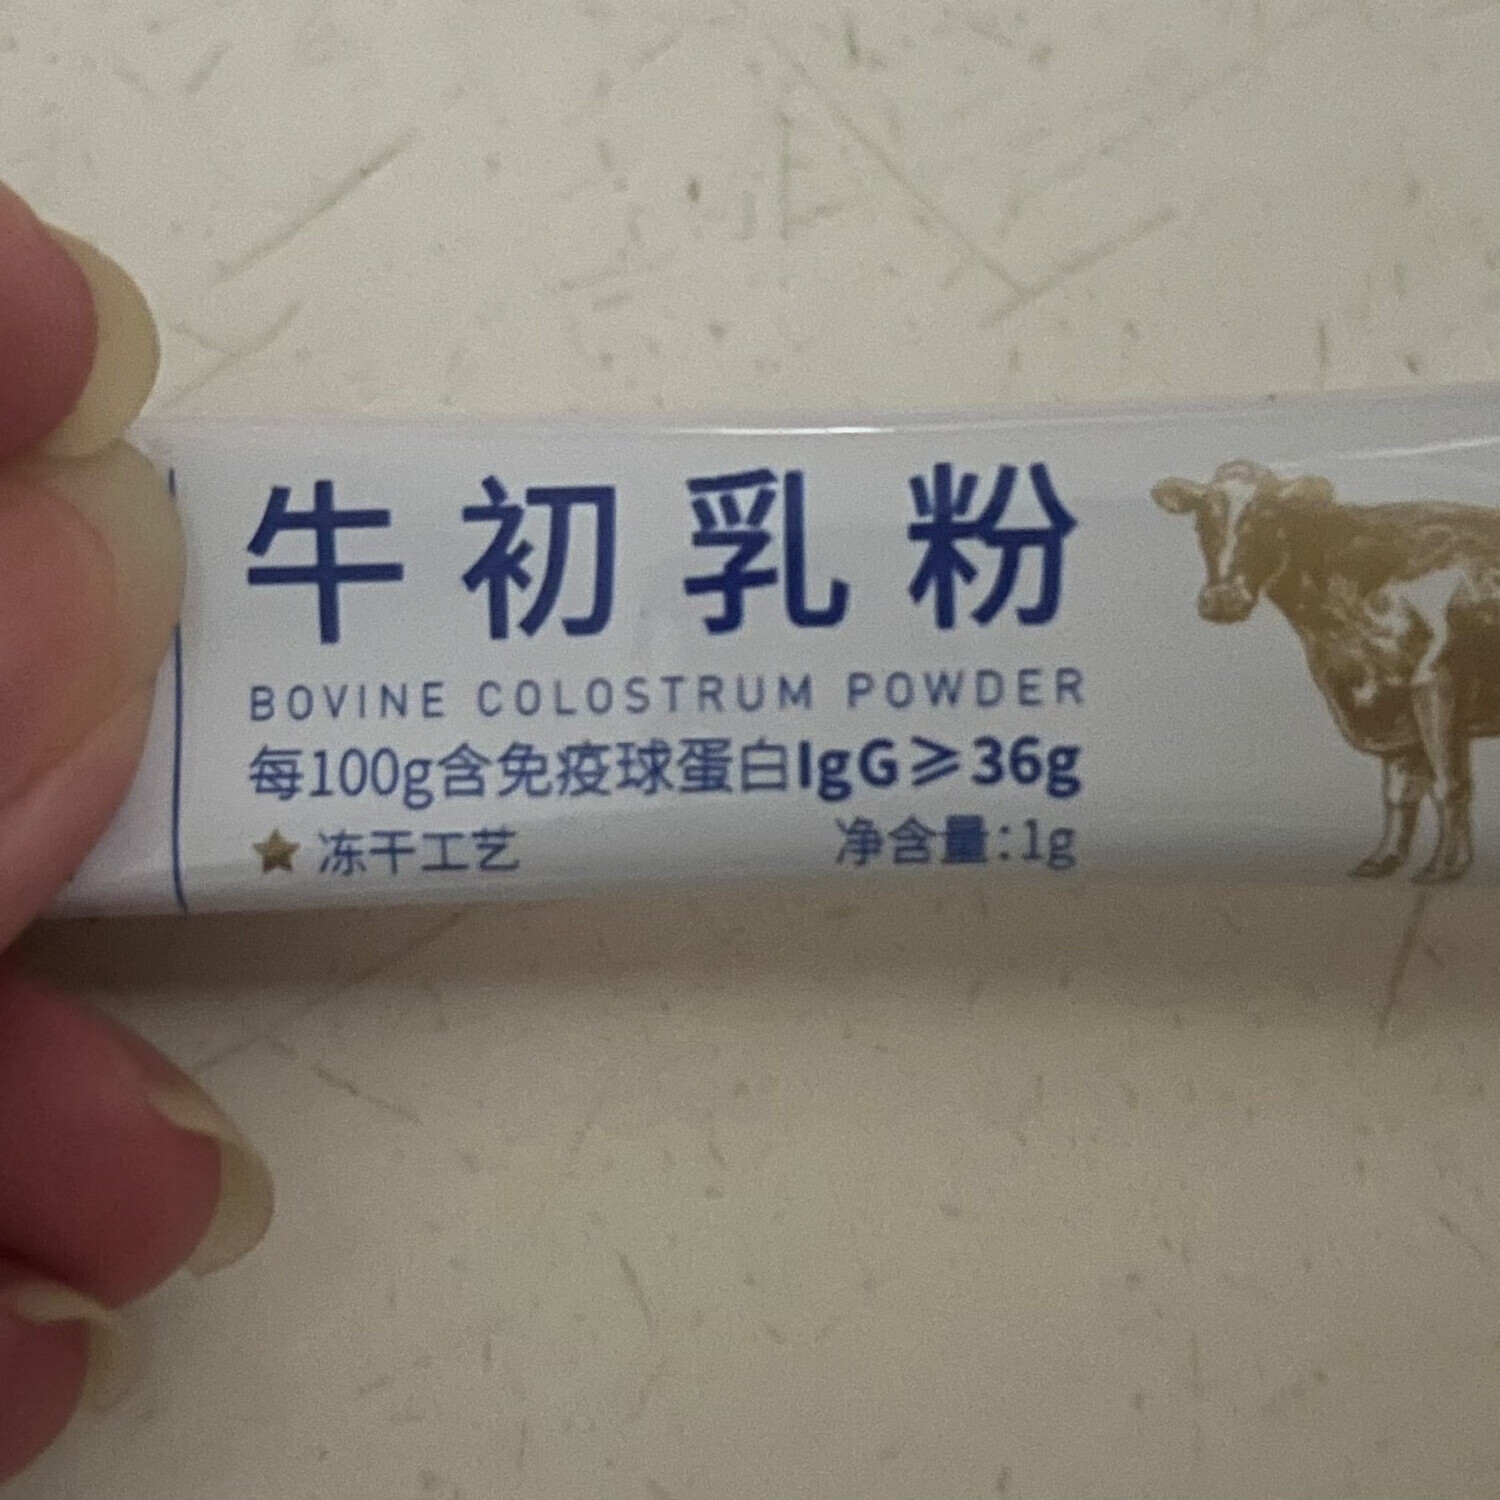 牛初乳粉
BOVINE COLOSTRUM POWDER
每100g含免疫球蛋白IgG≥36g
★ 冻干工艺 净含量:1g